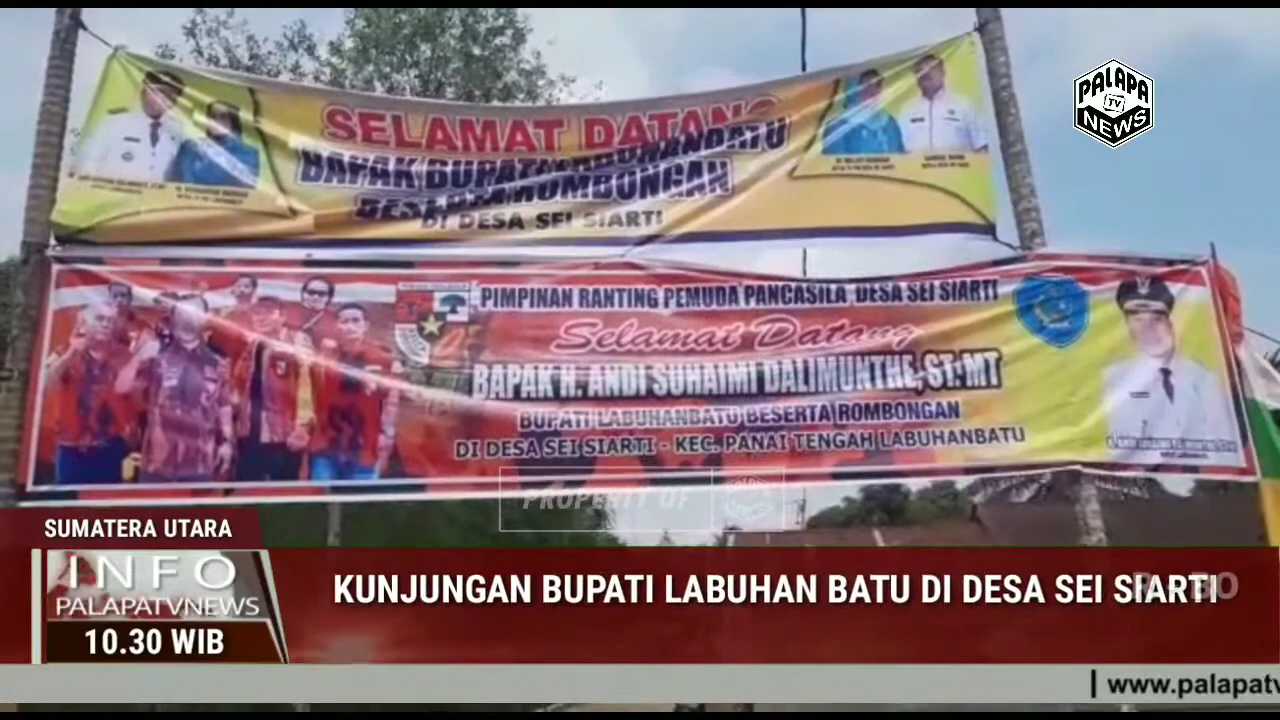 PALAPA
TV
NEWS
SELAMAT DATANG
BAPAK BUPATI LABUHANBATU
BESERTA ROMBONGAN
DI DESA SEI SIARTI
PIMPINAN RANTING PEMUDA PANCASILA DESA SEI SIARTI
Selamat Datang
BAPAK H. ANDI SUHAIMI DALIMUNTHE, ST. MT
BUPATI LABUHANBATU BESERTA ROMBONGAN
DI DESA SEI SIARTI - KEC. PANAI TENGAH LABUHANBATU
PROPERTY OF
SUMATERA UTARA
INFO
PALAPATVNEWS
10.30 WIB
KUNJUNGAN BUPATI LABUHAN BATU DI DESA SEI SIARTI
| www.palapatv